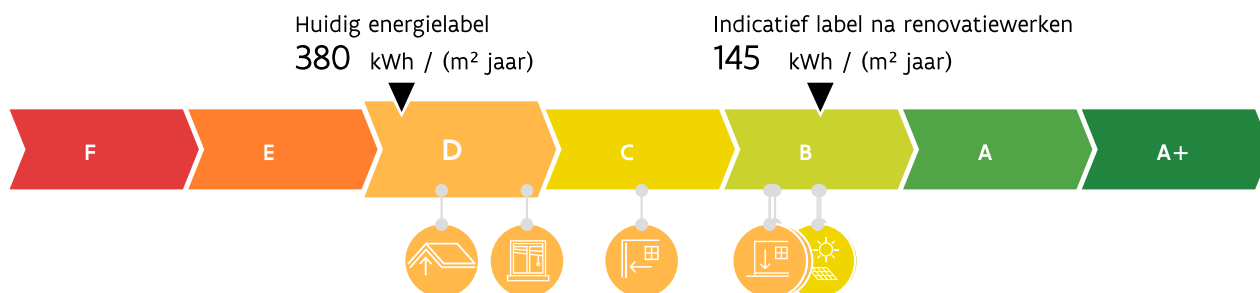 Huidig energielabel
380 kWh / (m² jaar)
Indicatief label na renovatiewerken
145 kWh / (m² jaar)
F E D C B A A+